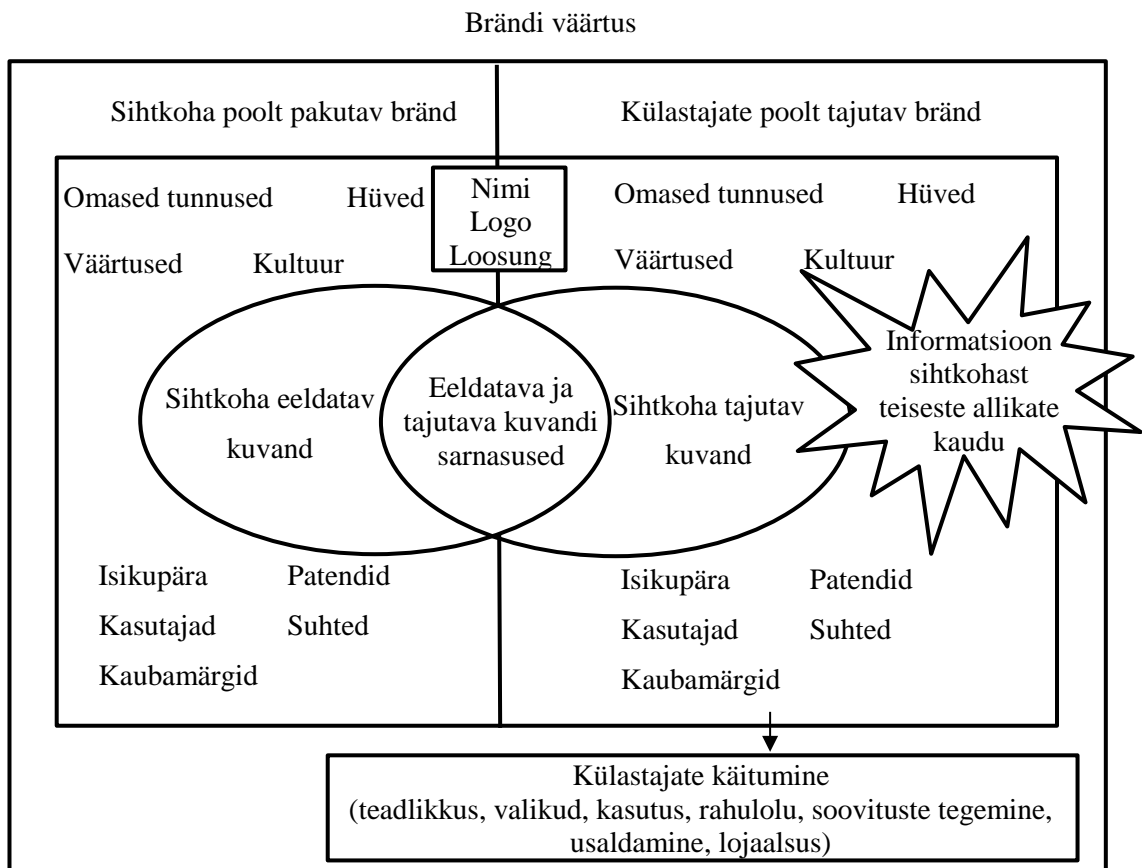 Brändi väärtus
Sihtkoha poolt pakutav bränd
Külastajate poolt tajutav bränd
Omased tunnused
Hüved
Väärtused
Kultuur
Nimi
Logo
Loosung
Omased tunnused
Hüved
Väärtused
Kultuur
Sihtkoha eeldatav
kuvand
Eeldatava ja
tajutava kuvandi
sarnasused
Sihtkoha tajutav
kuvand
Informatsioon
sihtkohast
teiseste allikate
kaudu
Isikupära
Patendid
Kasutajad
Suhted
Kaubamärgid
Isikupära
Patendid
Kasutajad
Suhted
Kaubamärgid
Külastajate käitumine
(teadlikkus, valikud, kasutus, rahulolu, soovituste tegemine,
usaldamine, lojaalsus)